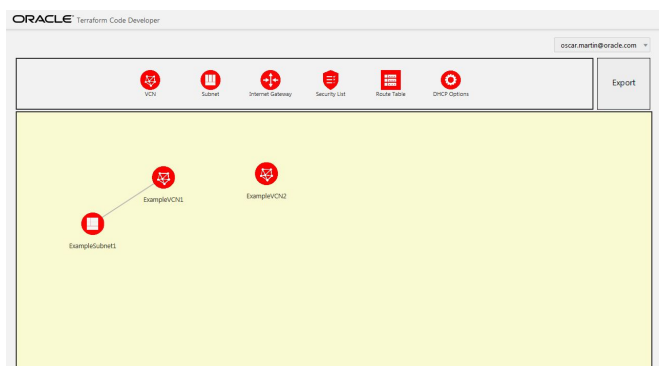 ORACLE Terraform Code Developer
oscar.martin@oracle.com
VCN Subnet Internet Gateway Security List Route Table DHCP Options
Export
ExampleVCN1 ExampleVCN2
ExampleSubnet1